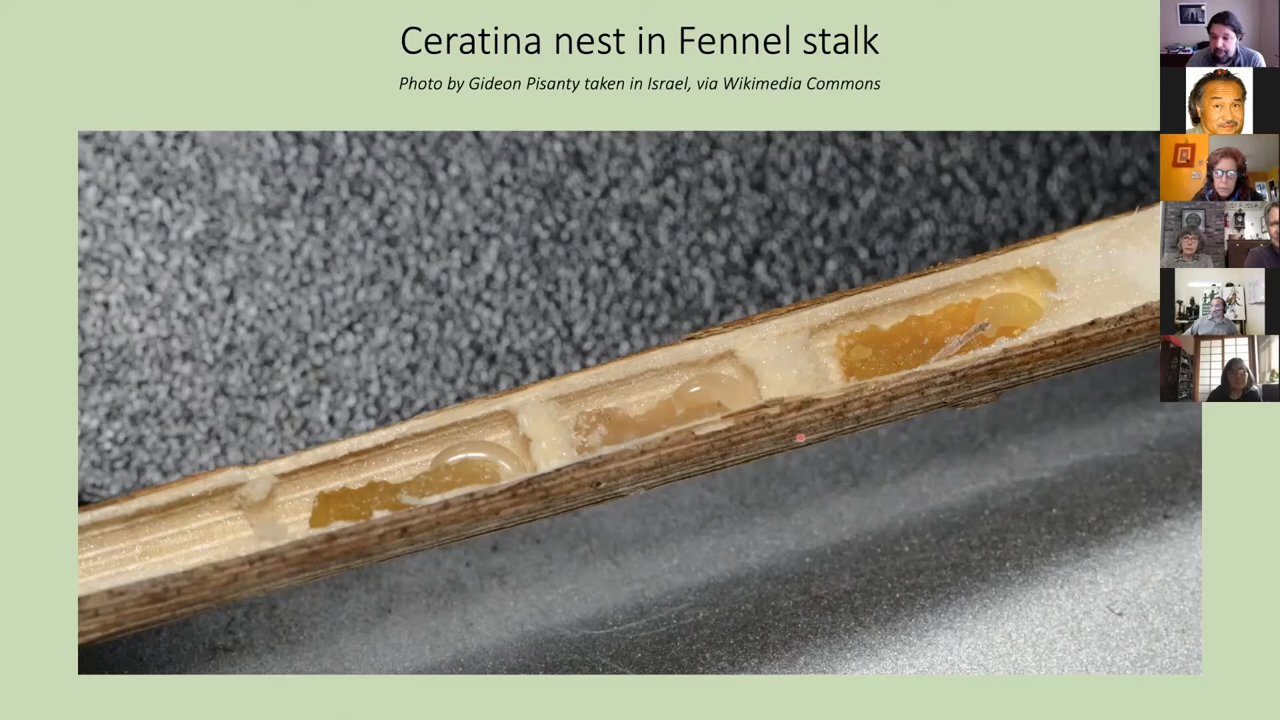 Ceratina nest in Fennel stalk
Photo by Gideon Pisanty taken in Israel, via Wikimedia Commons